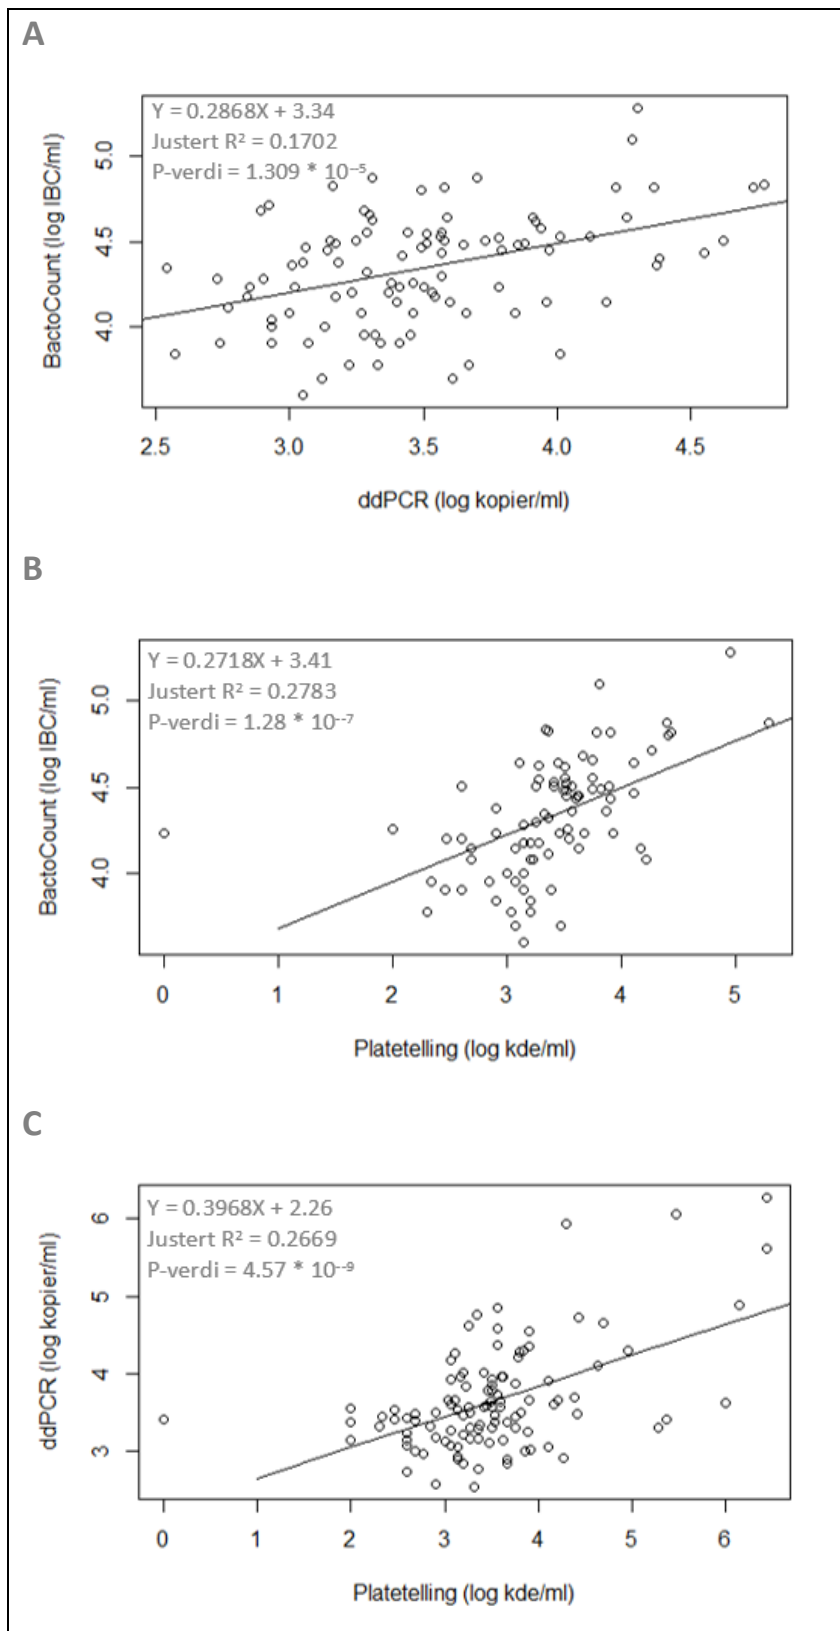 A
Y = 0.2868X + 3.34
Justert R² = 0.1702
P-verdi = 1.309 * 10⁻⁵
BactoCount (log IBC/ml)
5.0
4.5
4.0
2.5 3.0 3.5 4.0 4.5
ddPCR (log kopier/ml)
B
Y = 0.2718X + 3.41
Justert R² = 0.2783
P-verdi = 1.28 * 10⁻⁻⁷
BactoCount (log IBC/ml)
5.0
4.5
4.0
0 1 2 3 4 5
Platetelling (log kde/ml)
C
Y = 0.3968X + 2.26
Justert R² = 0.2669
P-verdi = 4.57 * 10⁻⁻⁹
ddPCR (log kopier/ml)
6
5
4
3
0 1 2 3 4 5 6
Platetelling (log kde/ml)